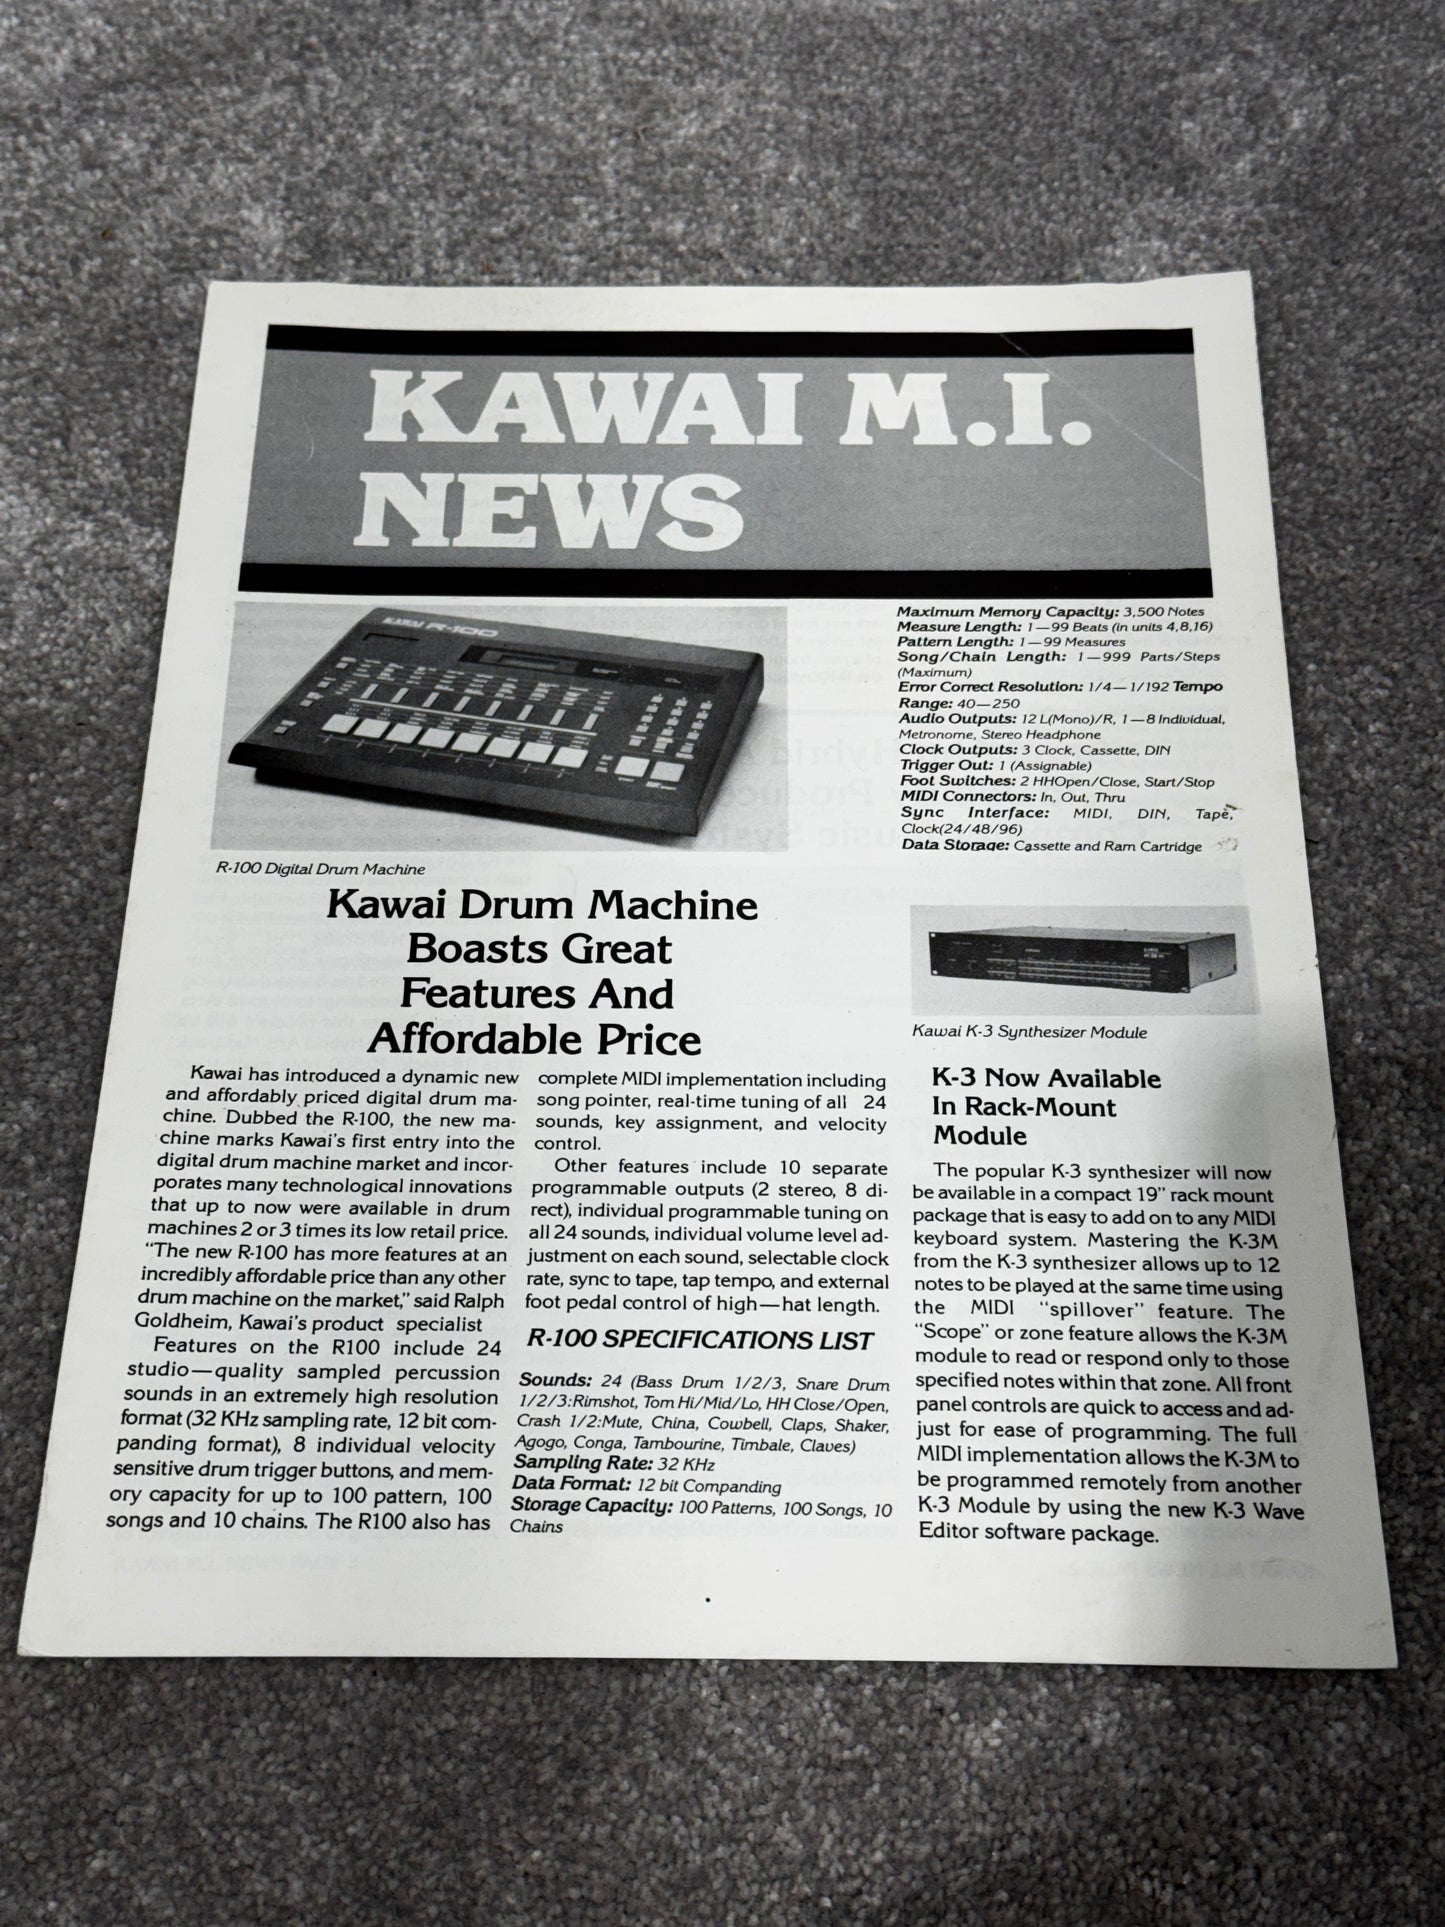 KAWAI M.I.
NEWS
KAWAI R-100
R-100 Digital Drum Machine
Kawai Drum Machine
Boasts Great
Features And
Affordable Price
Kawai has introduced a dynamic new
and affordably priced digital drum ma-
chine. Dubbed the R-100, the new ma-
chine marks Kawai's first entry into the
digital drum machine market and incor-
porates many technological innovations
that up to now were available in drum
machines 2 or 3 times its low retail price.
"The new R-100 has more features at an
incredibly affordable price than any other
drum machine on the market," said Ralph
Goldheim, Kawai's product specialist
Features on the R100 include 24
studio—quality sampled percussion
sounds in an extremely high resolution
format (32 KHz sampling rate, 12 bit com-
panding format), 8 individual velocity
sensitive drum trigger buttons, and mem-
ory capacity for up to 100 pattern, 100
songs and 10 chains. The R100 also has
complete MIDI implementation including
song pointer, real-time tuning of all 24
sounds, key assignment, and velocity
control.
Other features include 10 separate
programmable outputs (2 stereo, 8 di-
rect), individual programmable tuning on
all 24 sounds, individual volume level ad-
justment on each sound, selectable clock
rate, sync to tape, tap tempo, and external
foot pedal control of high—hat length.
R-100 SPECIFICATIONS LIST
Sounds: 24 (Bass Drum 1/2/3, Snare Drum
1/2/3:Rimshot, Tom Hi/Mid/Lo, HH Close/Open,
Crash 1/2:Mute, China, Cowbell, Claps, Shaker,
Agogo, Conga, Tambourine, Timbale, Claves)
Sampling Rate: 32 KHz
Data Format: 12 bit Companding
Storage Capacity: 100 Patterns, 100 Songs, 10
Chains
Maximum Memory Capacity: 3,500 Notes
Measure Length: 1—99 Beats (in units 4,8,16)
Pattern Length: 1—99 Measures
Song/Chain Length: 1—999 Parts/Steps
(Maximum)
Error Correct Resolution: 1/4—1/192 Tempo
Range: 40—250
Audio Outputs: 12 L(Mono)/R, 1—8 Individual,
Metronome, Stereo Headphone
Clock Outputs: 3 Clock, Cassette, DIN
Trigger Out: 1 (Assignable)
Foot Switches: 2 HHOpen/Close, Start/Stop
MIDI Connectors: In, Out, Thru
Sync Interface: MIDI, DIN, Tape,
Clock(24/48/96)
Data Storage: Cassette and Ram Cartridge
Kawai K-3 Synthesizer Module
K-3 Now Available
In Rack-Mount
Module
The popular K-3 synthesizer will now
be available in a compact 19" rack mount
package that is easy to add on to any MIDI
keyboard system. Mastering the K-3M
from the K-3 synthesizer allows up to 12
notes to be played at the same time using
the MIDI "spillover" feature. The
"Scope" or zone feature allows the K-3M
module to read or respond only to those
specified notes within that zone. All front
panel controls are quick to access and ad-
just for ease of programming. The full
MIDI implementation allows the K-3M to
be programmed remotely from another
K-3 Module by using the new K-3 Wave
Editor software package.